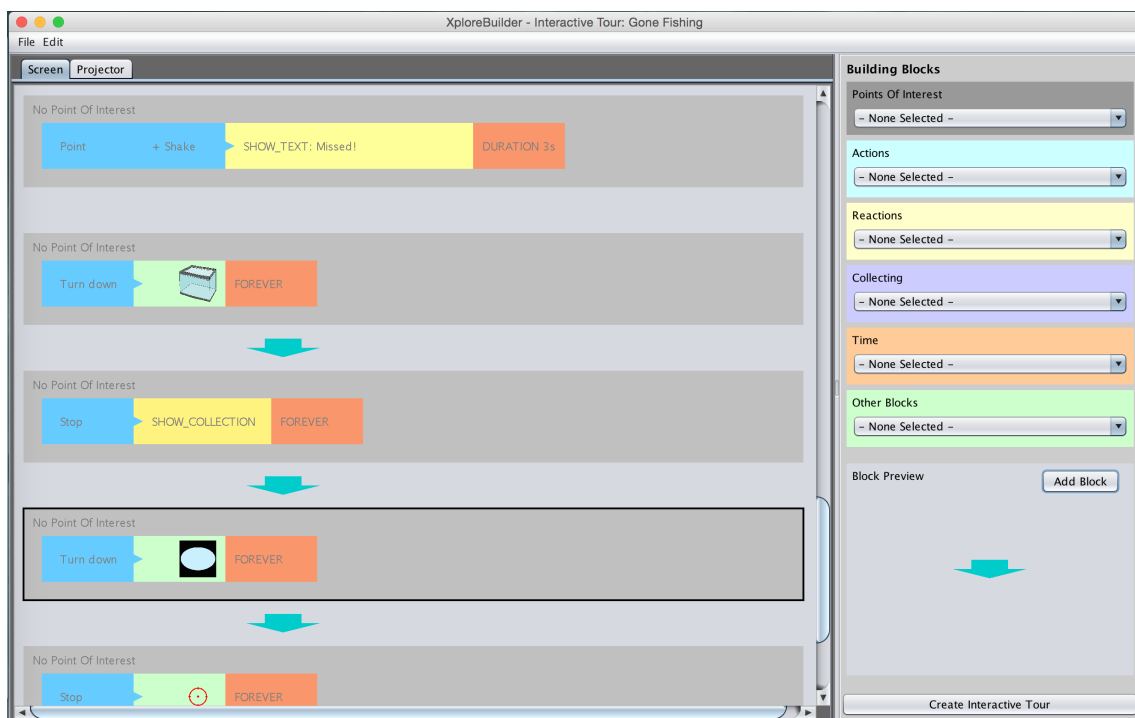 XploreBuilder - Interactive Tour: Gone Fishing
File Edit
Screen Projector
No Point Of Interest
Point + Shake SHOW_TEXT: Missed! DURATION 3s
No Point Of Interest
Turn down FOREVER
No Point Of Interest
Stop SHOW_COLLECTION FOREVER
No Point Of Interest
Turn down FOREVER
No Point Of Interest
Stop FOREVER
Building Blocks
Points Of Interest
- None Selected -
Actions
- None Selected -
Reactions
- None Selected -
Collecting
- None Selected -
Time
- None Selected -
Other Blocks
- None Selected -
Block Preview Add Block
Create Interactive Tour